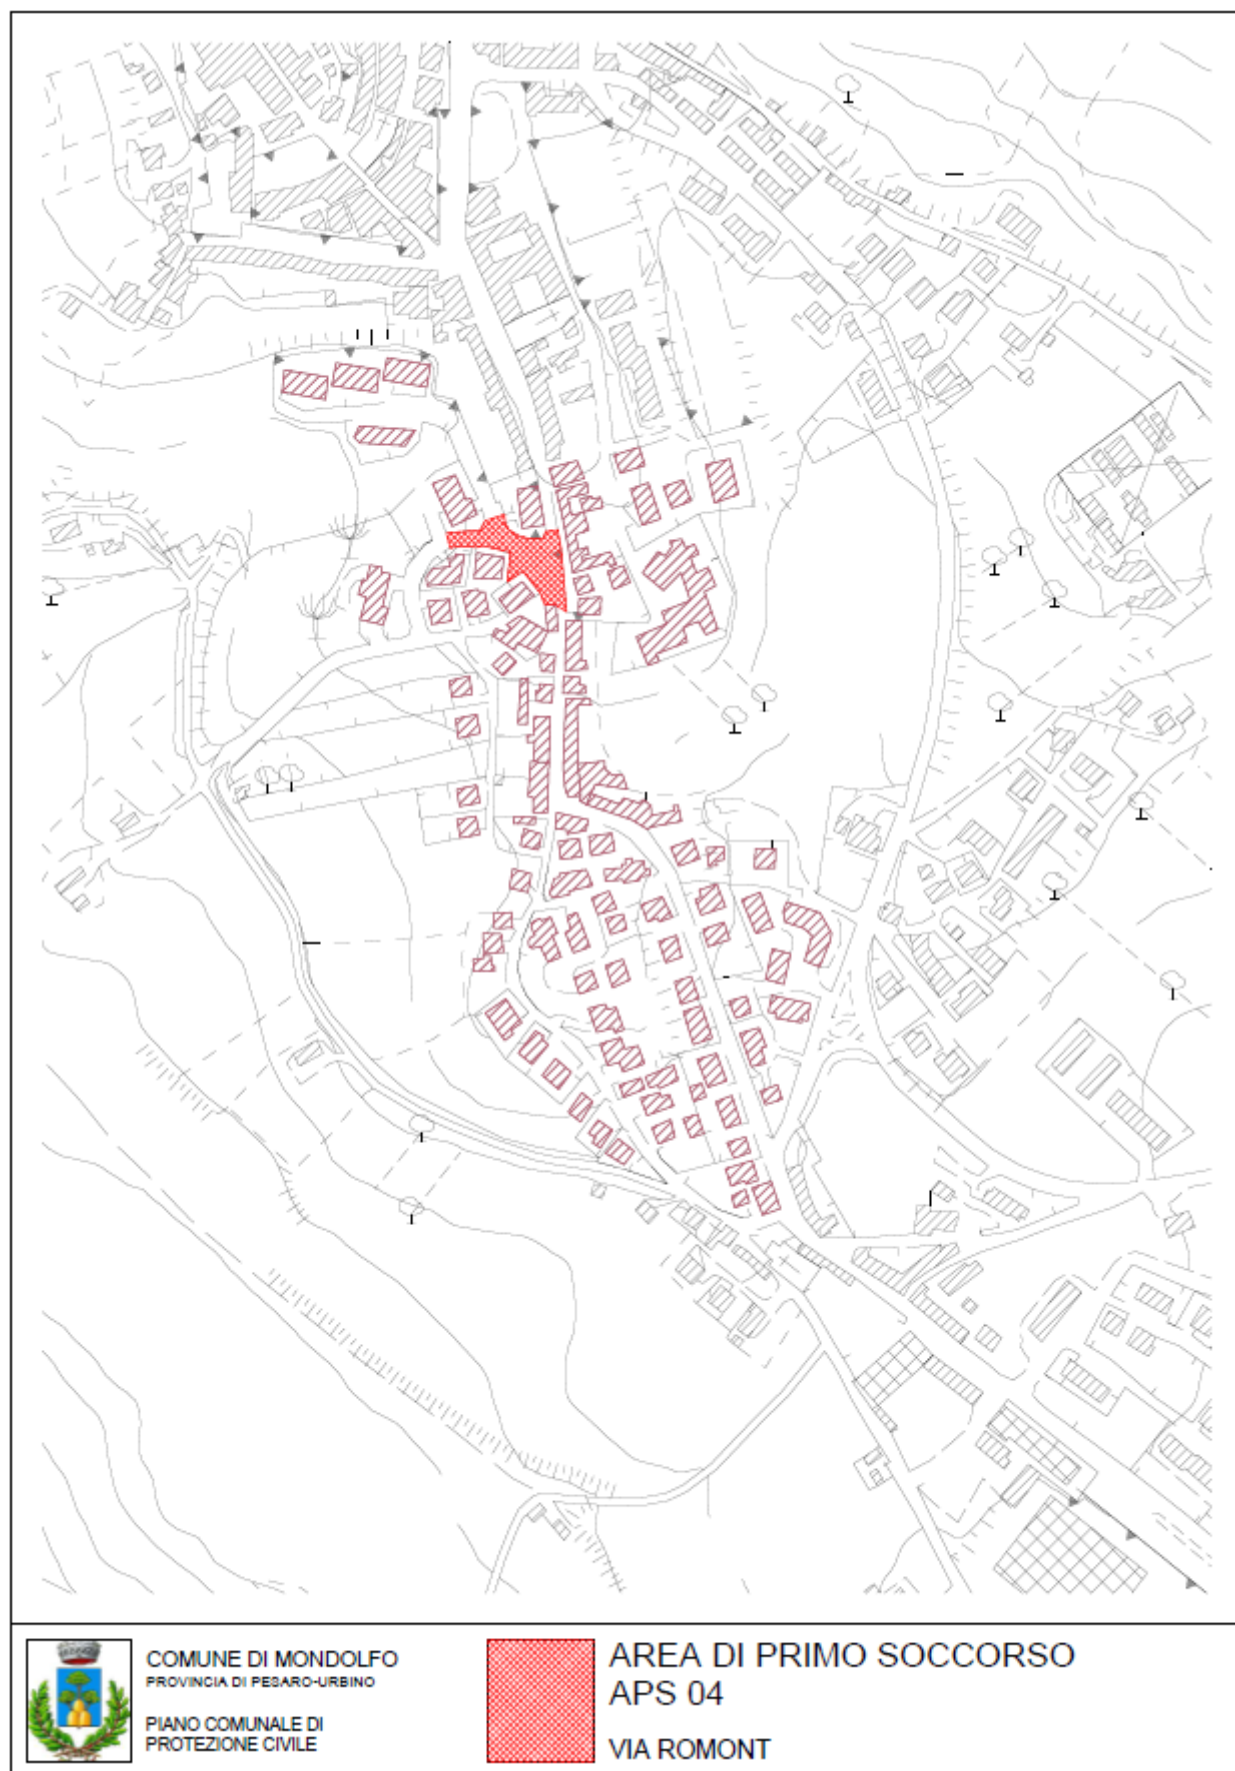 COMUNE DI MONDOLFO
PROVINCIA DI PESARO-URBINO
PIANO COMUNALE DI
PROTEZIONE CIVILE
AREA DI PRIMO SOCCORSO
APS 04
VIA ROMONT